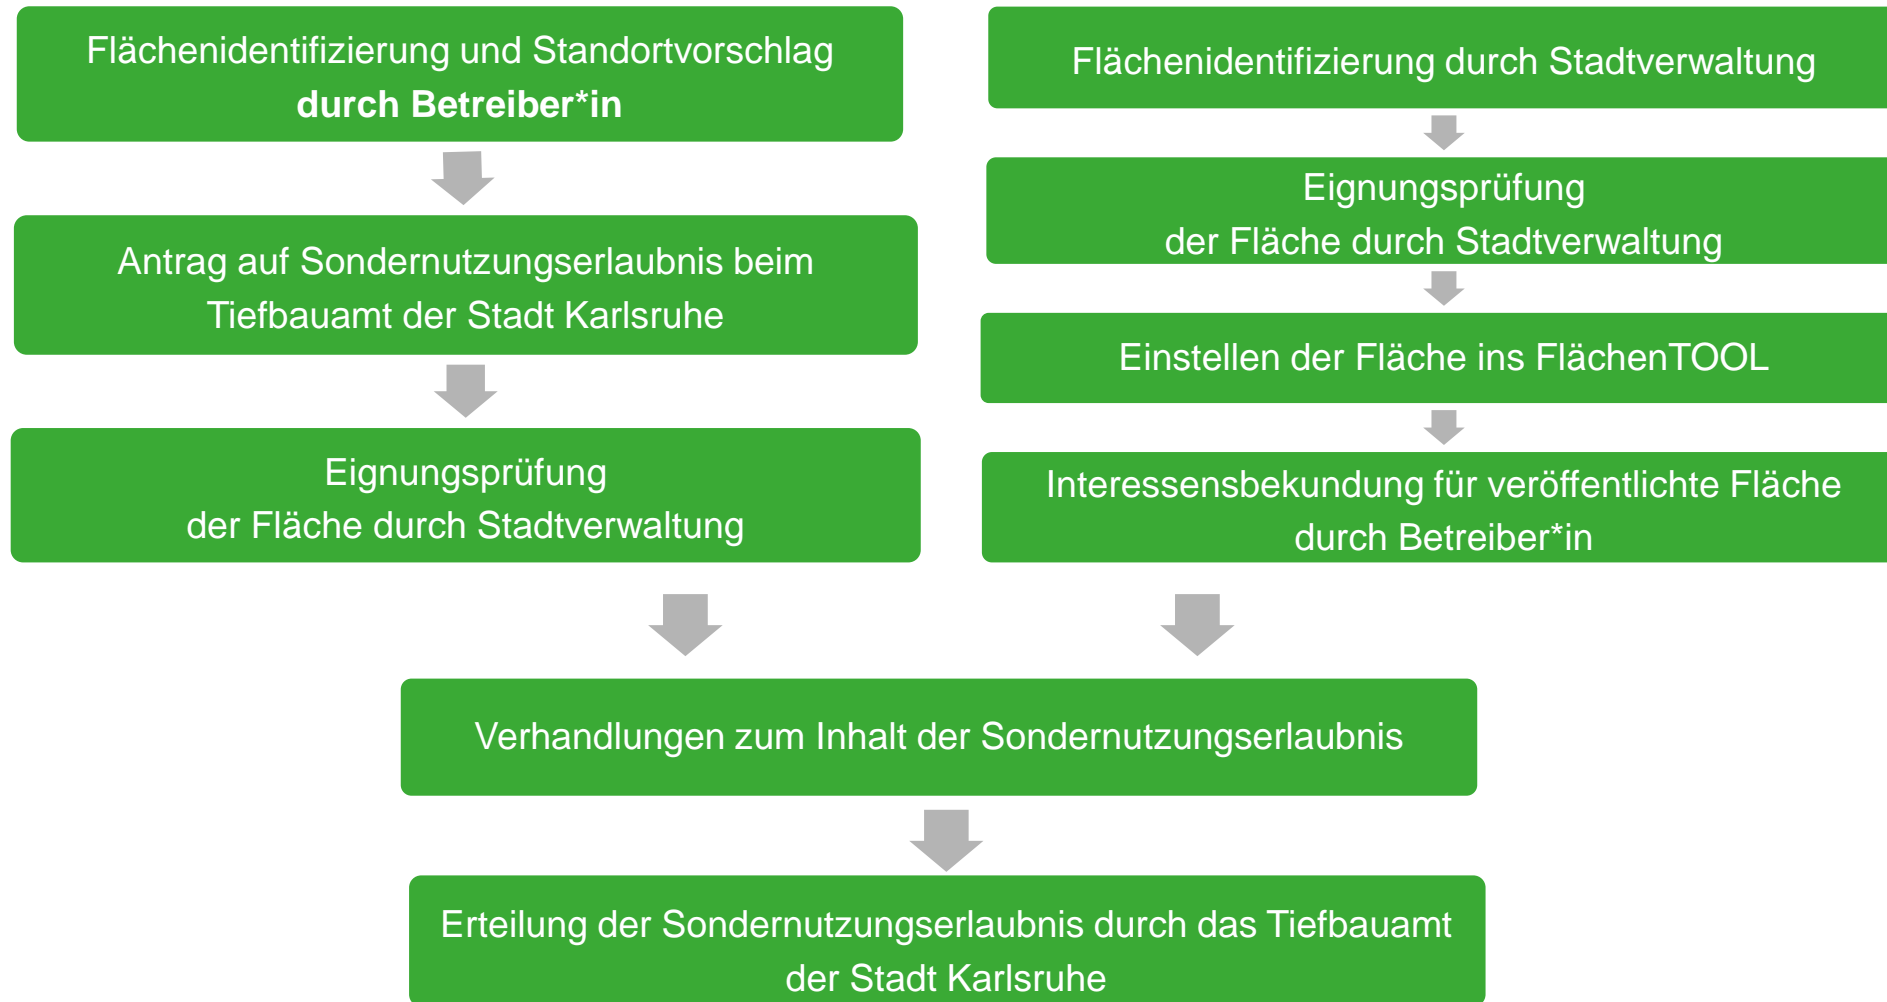 Flächenidentifizierung und Standortvorschlag
durch Betreiber*in
Antrag auf Sondernutzungserlaubnis beim
Tiefbauamt der Stadt Karlsruhe
Eignungsprüfung
der Fläche durch Stadtverwaltung
Flächenidentifizierung durch Stadtverwaltung
Eignungsprüfung
der Fläche durch Stadtverwaltung
Einstellen der Fläche ins FlächenTOOL
Interessensbekundung für veröffentlichte Fläche
durch Betreiber*in
Verhandlungen zum Inhalt der Sondernutzungserlaubnis
Erteilung der Sondernutzungserlaubnis durch das Tiefbauamt
der Stadt Karlsruhe